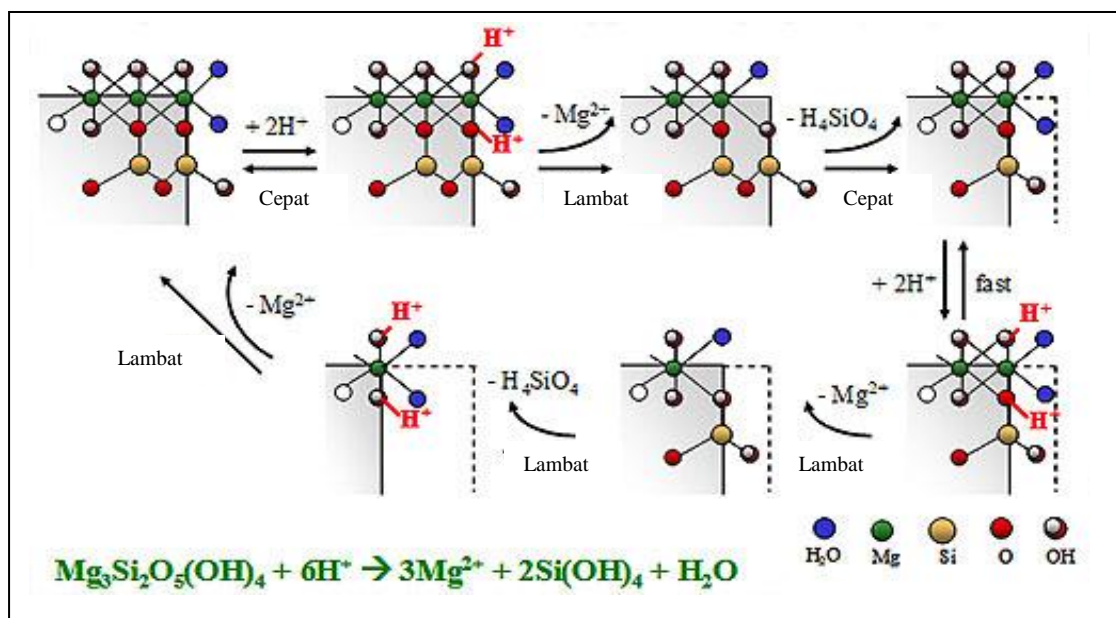 H⁺
+ 2H⁺
Cepat
H⁺
- Mg²⁺
Lambat
- H₄SiO₄
Cepat
+ 2H⁺
fast
H⁺
H⁺
- Mg²⁺
Lambat
- H₄SiO₄
Lambat
H⁺
H⁺
- Mg²⁺
Lambat
H₂O Mg Si O OH
Mg₃Si₂O₅(OH)₄ + 6H⁺ → 3Mg²⁺ + 2Si(OH)₄ + H₂O